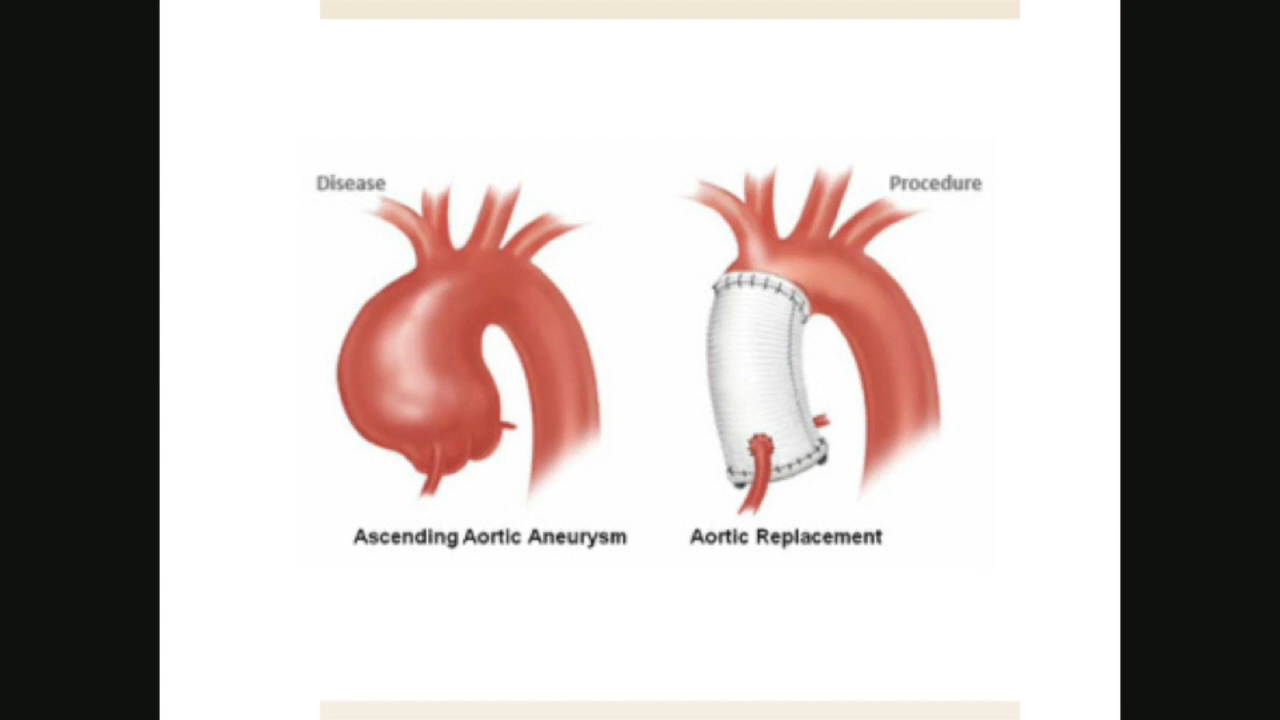 Disease
Procedure
Ascending Aortic Aneurysm
Aortic Replacement